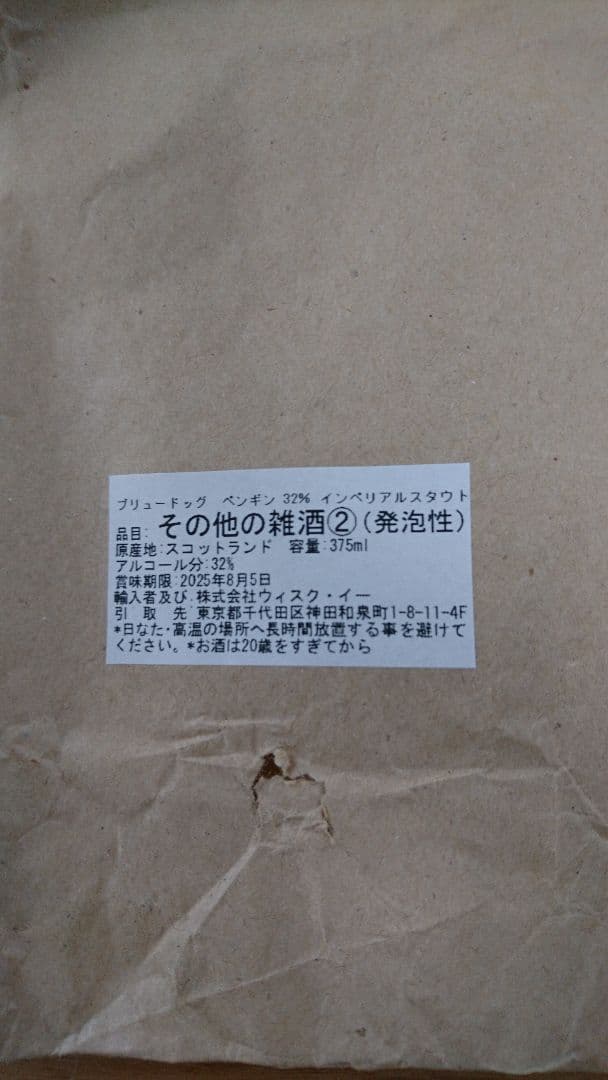 ブリュードッグ　ペンギン 32% インペリアルスタウト
品目: その他の雑酒②(発泡性)
原産地:スコットランド　容量:375ml
アルコール分:32%
賞味期限:2025年8月5日
輸入者及び.株式会社ウィスク・イー
引　取　先:東京都千代田区神田和泉町1-8-11-4F
*日なた・高温の場所へ長時間放置する事を避けて
ください。*お酒は20歳をすぎてから